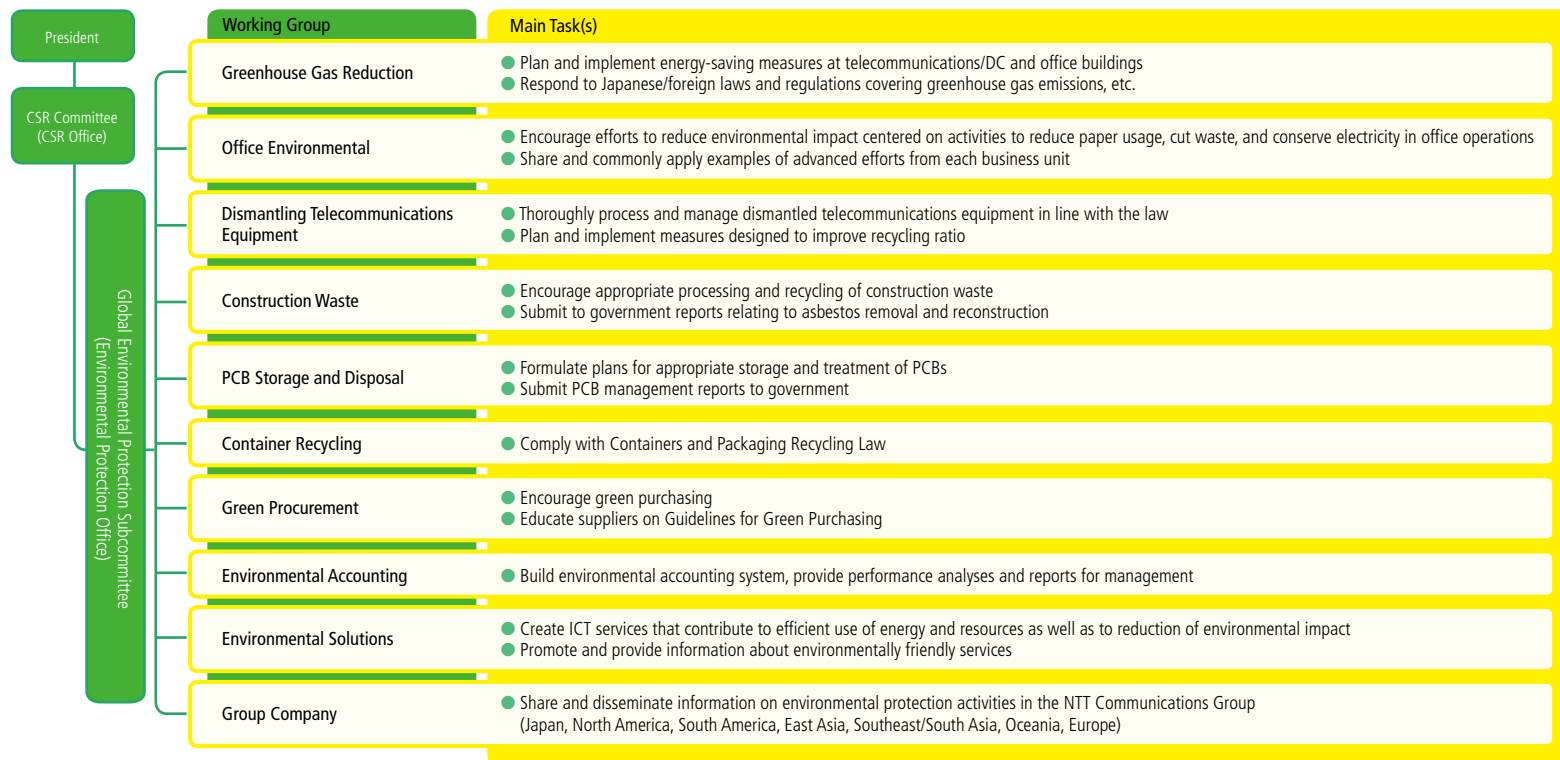 President
CSR Committee
(CSR Office)
Global Environmental Protection Subcommittee
(Environmental Protection Office)
Working Group
Main Task(s)
Greenhouse Gas Reduction
● Plan and implement energy-saving measures at telecommunications/DC and office buildings
● Respond to Japanese/foreign laws and regulations covering greenhouse gas emissions, etc.
Office Environmental
● Encourage efforts to reduce environmental impact centered on activities to reduce paper usage, cut waste, and conserve electricity in office operations
● Share and commonly apply examples of advanced efforts from each business unit
Dismantling Telecommunications
Equipment
● Thoroughly process and manage dismantled telecommunications equipment in line with the law
● Plan and implement measures designed to improve recycling ratio
Construction Waste
● Encourage appropriate processing and recycling of construction waste
● Submit to government reports relating to asbestos removal and reconstruction
PCB Storage and Disposal
● Formulate plans for appropriate storage and treatment of PCBs
● Submit PCB management reports to government
Container Recycling
● Comply with Containers and Packaging Recycling Law
Green Procurement
● Encourage green purchasing
● Educate suppliers on Guidelines for Green Purchasing
Environmental Accounting
● Build environmental accounting system, provide performance analyses and reports for management
Environmental Solutions
● Create ICT services that contribute to efficient use of energy and resources as well as to reduction of environmental impact
● Promote and provide information about environmentally friendly services
Group Company
● Share and disseminate information on environmental protection activities in the NTT Communications Group
(Japan, North America, South America, East Asia, Southeast/South Asia, Oceania, Europe)